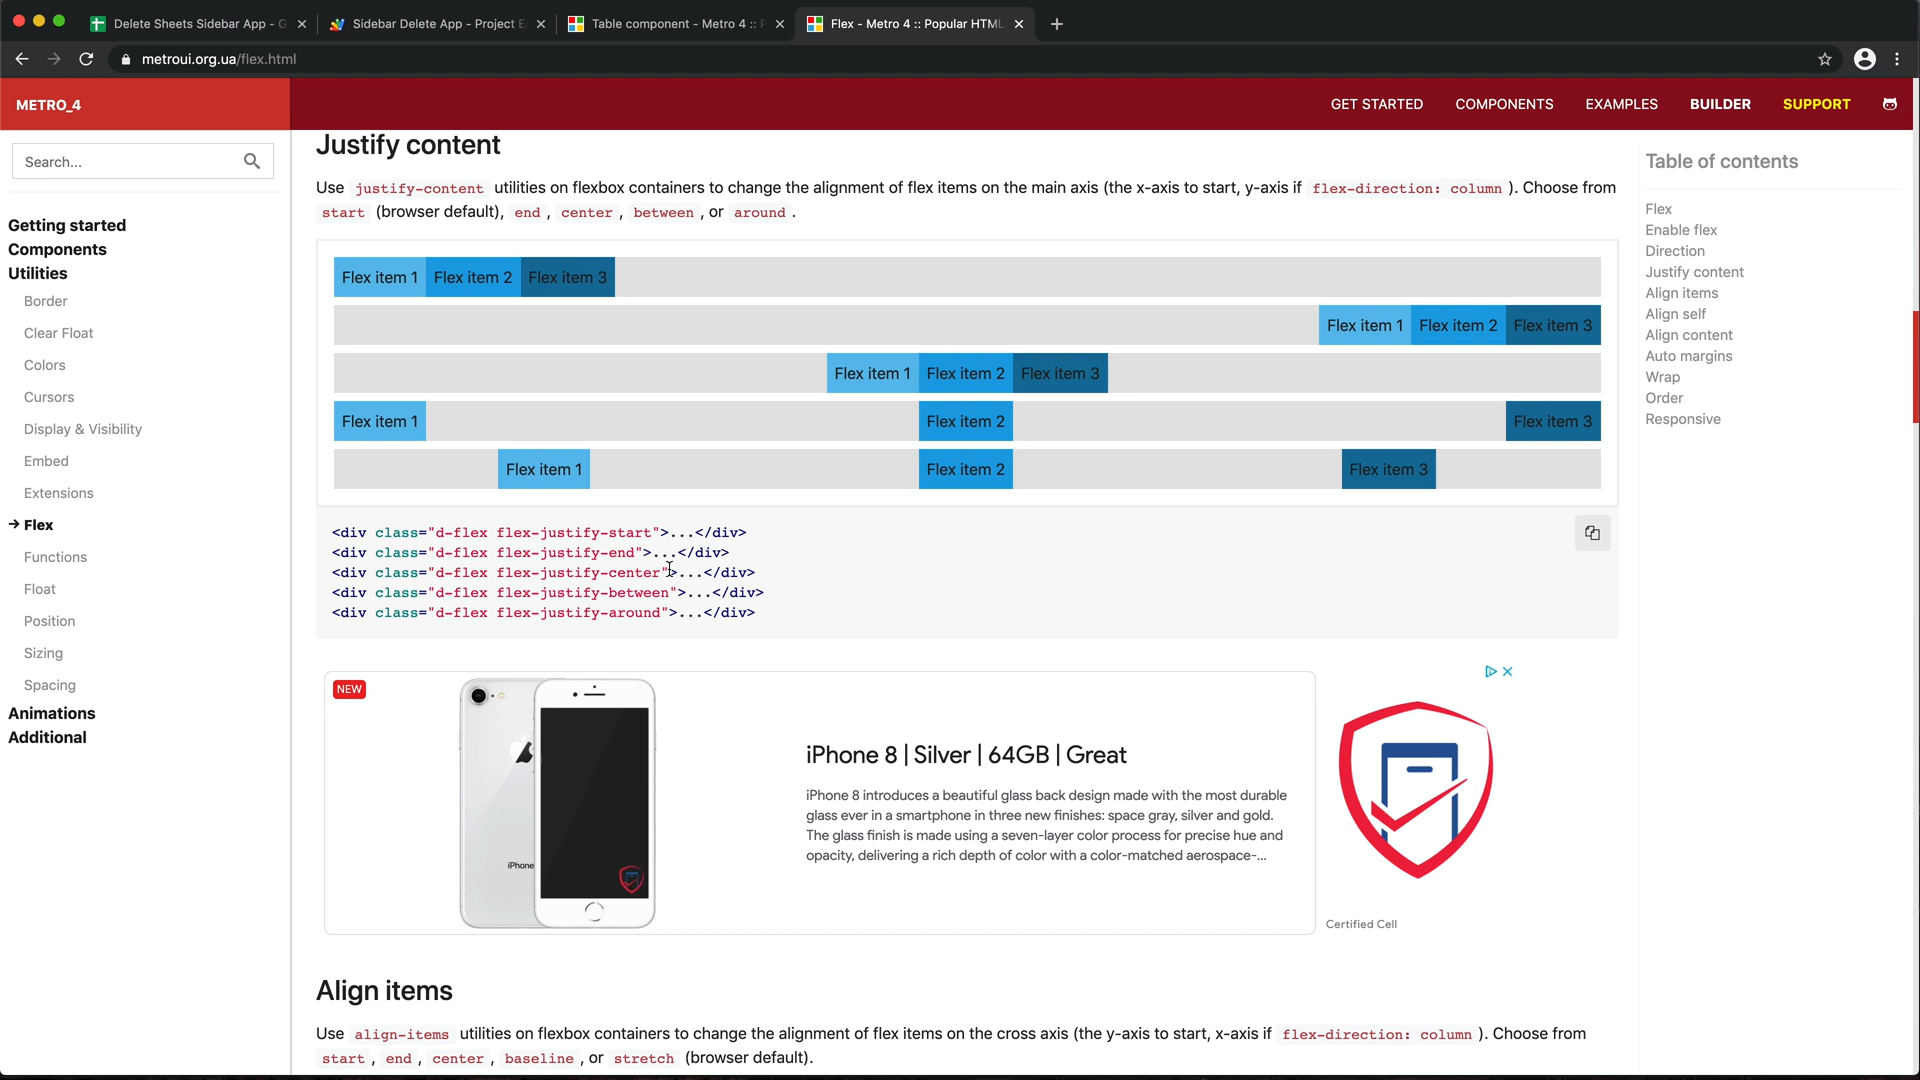 Delete Sheets Sidebar App - G
Sidebar Delete App - Project E
Table component - Metro 4 :: P
Flex - Metro 4 :: Popular HTML
metroui.org.ua/flex.html
METRO_4
GET STARTED
COMPONENTS
EXAMPLES
BUILDER
SUPPORT
Search...
Getting started
Components
Utilities
Border
Clear Float
Colors
Cursors
Display & Visibility
Embed
Extensions
Flex
Functions
Float
Position
Sizing
Spacing
Animations
Additional
Justify content
Use justify-content utilities on flexbox containers to change the alignment of flex items on the main axis (the x-axis to start, y-axis if flex-direction: column ). Choose from
start (browser default), end , center , between , or around .
Flex item 1 Flex item 2 Flex item 3
Flex item 1 Flex item 2 Flex item 3
Flex item 1 Flex item 2 Flex item 3
Flex item 1 Flex item 2 Flex item 3
Flex item 1 Flex item 2 Flex item 3
<div class="d-flex flex-justify-start">...</div>
<div class="d-flex flex-justify-end">...</div>
<div class="d-flex flex-justify-center">...</div>
<div class="d-flex flex-justify-between">...</div>
<div class="d-flex flex-justify-around">...</div>
NEW
iPhone
iPhone 8 | Silver | 64GB | Great
iPhone 8 introduces a beautiful glass back design made with the most durable
glass ever in a smartphone in three new finishes: space gray, silver and gold.
The glass finish is made using a seven-layer color process for precise hue and
opacity, delivering a rich depth of color with a color-matched aerospace-...
Certified Cell
Align items
Use align-items utilities on flexbox containers to change the alignment of flex items on the cross axis (the y-axis to start, x-axis if flex-direction: column ). Choose from
start , end , center , baseline , or stretch (browser default).
Table of contents
Flex
Enable flex
Direction
Justify content
Align items
Align self
Align content
Auto margins
Wrap
Order
Responsive